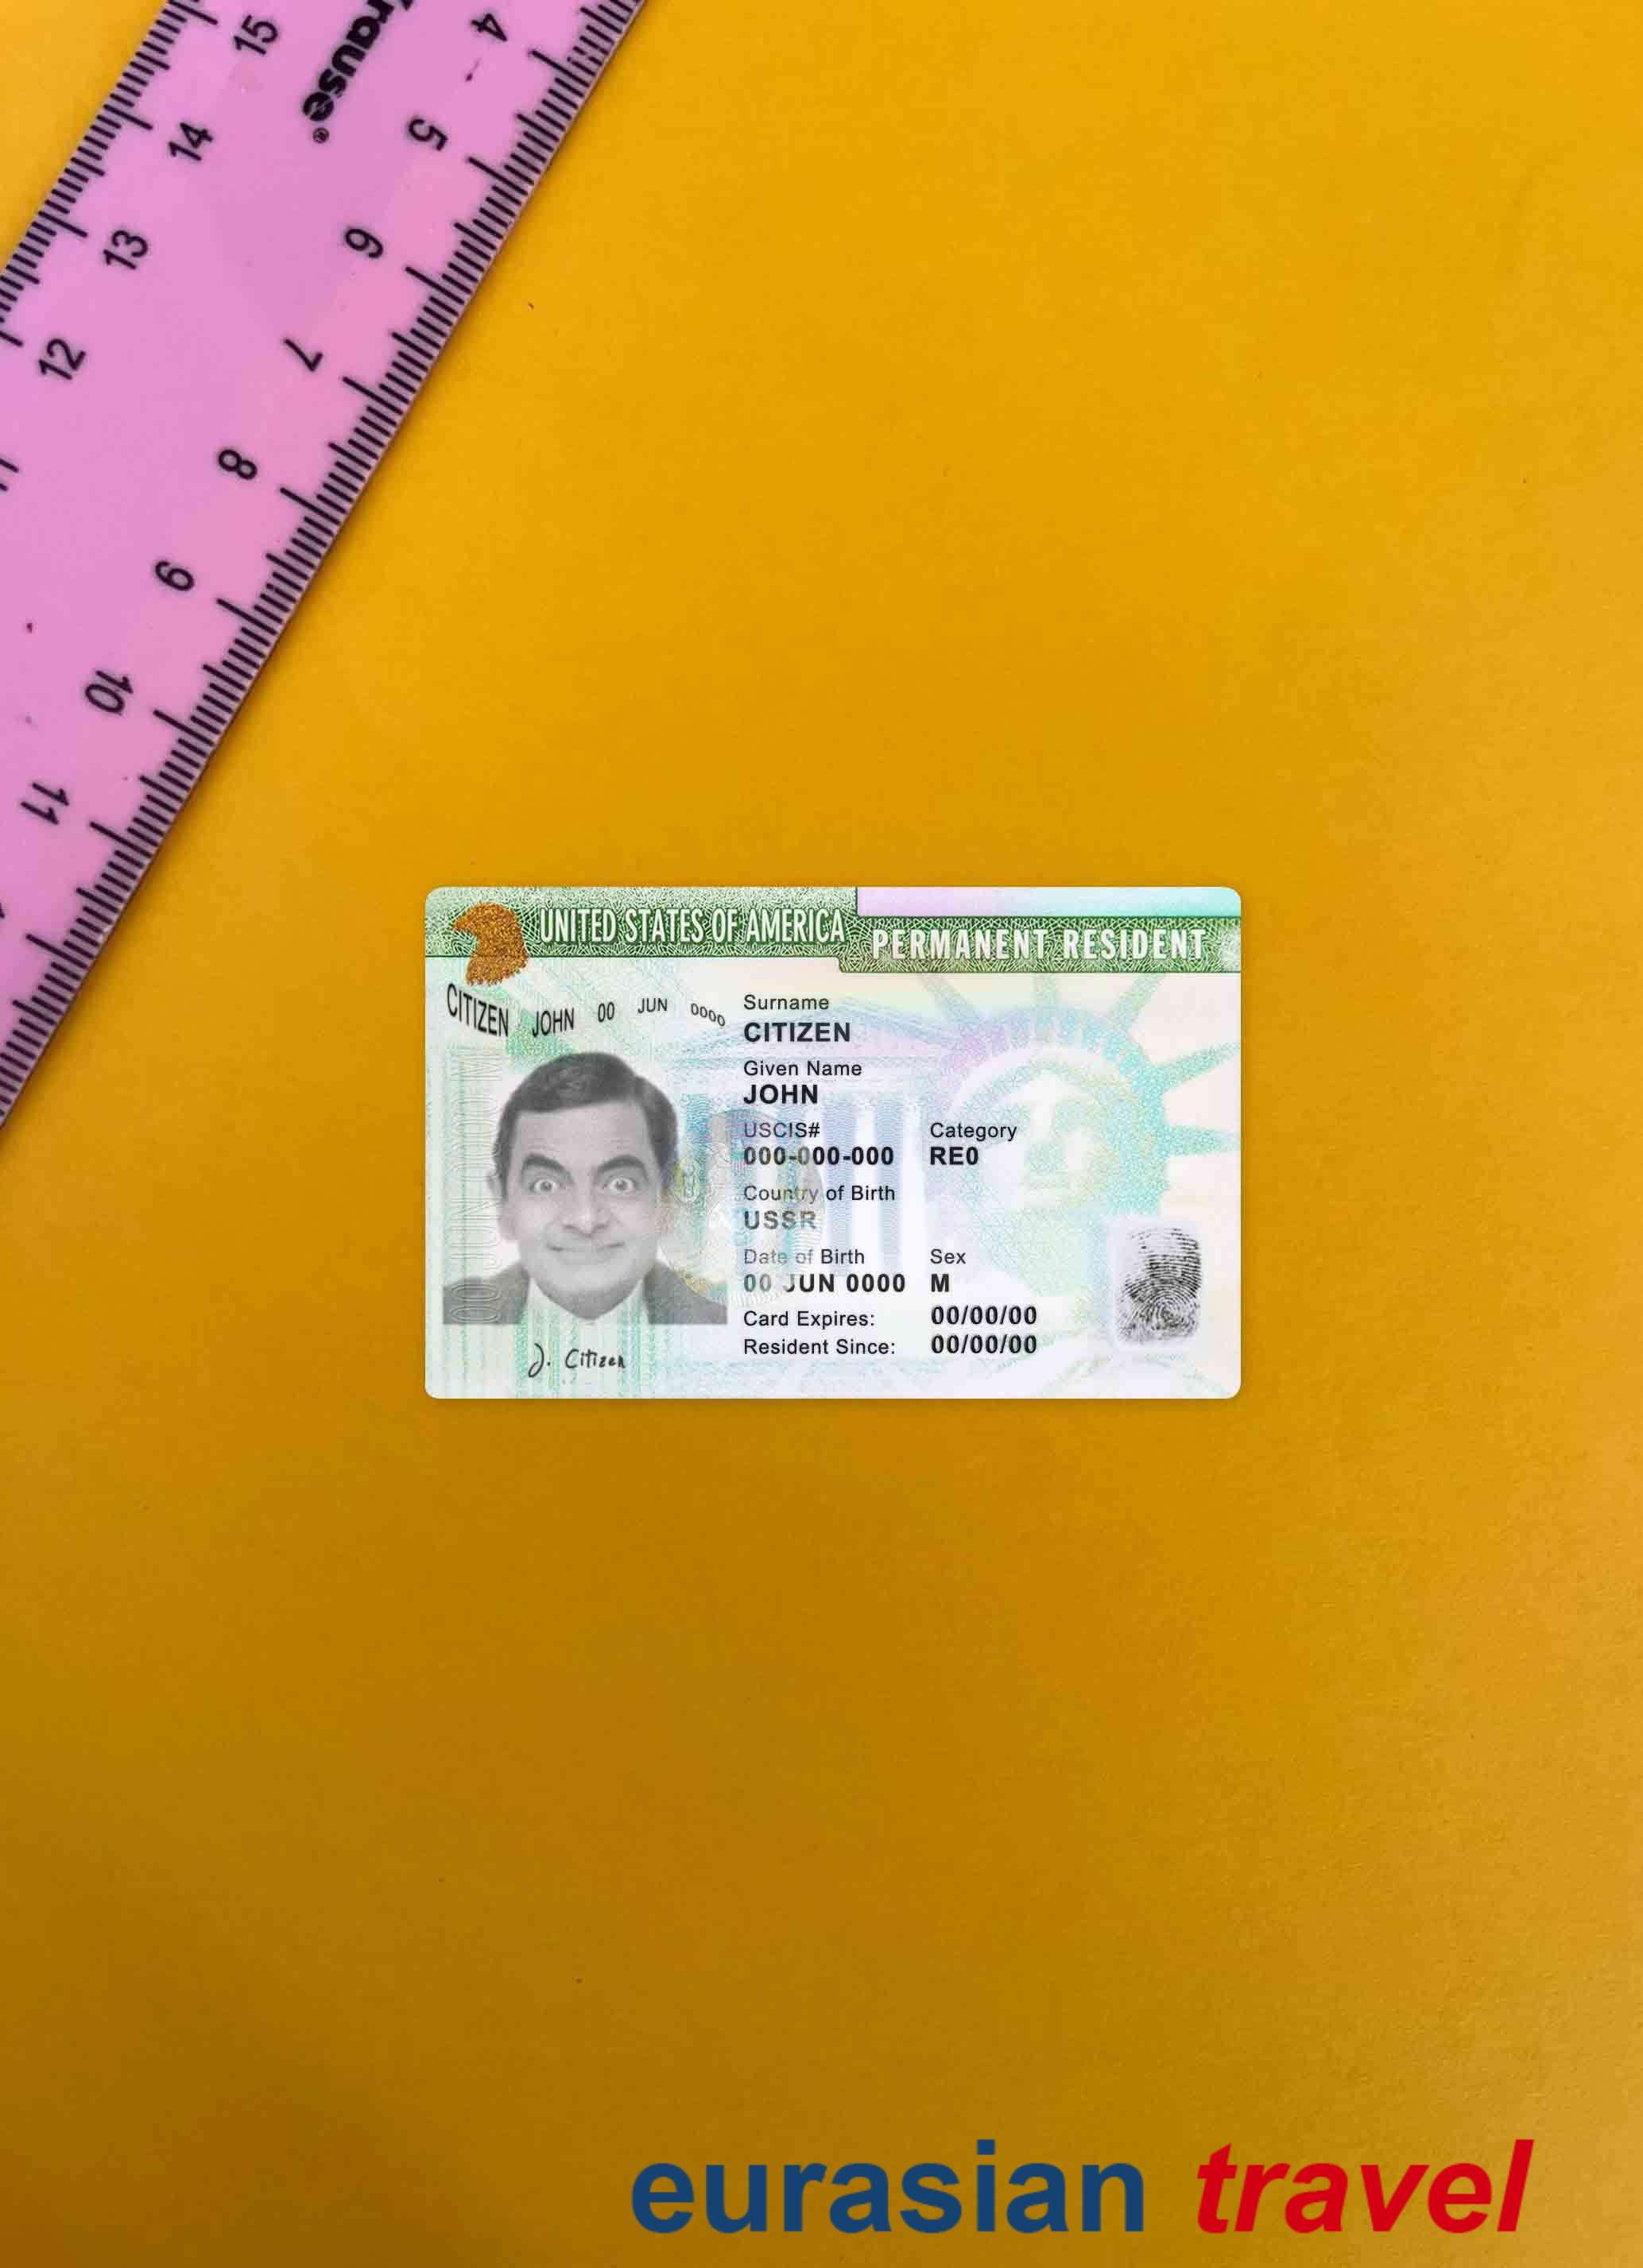 15 14 13 12 11
rause®
4 5 6 7 8 9 10 11
UNITED STATES OF AMERICA
PERMANENT RESIDENT
CITIZEN JOHN 00 JUN 0000
Surname
CITIZEN
Given Name
JOHN
USCIS# Category
000-000-000 RE0
Country of Birth
USSR
Date of Birth Sex
00 JUN 0000 M
Card Expires: 00/00/00
Resident Since: 00/00/00
J. Citizen
eurasian travel